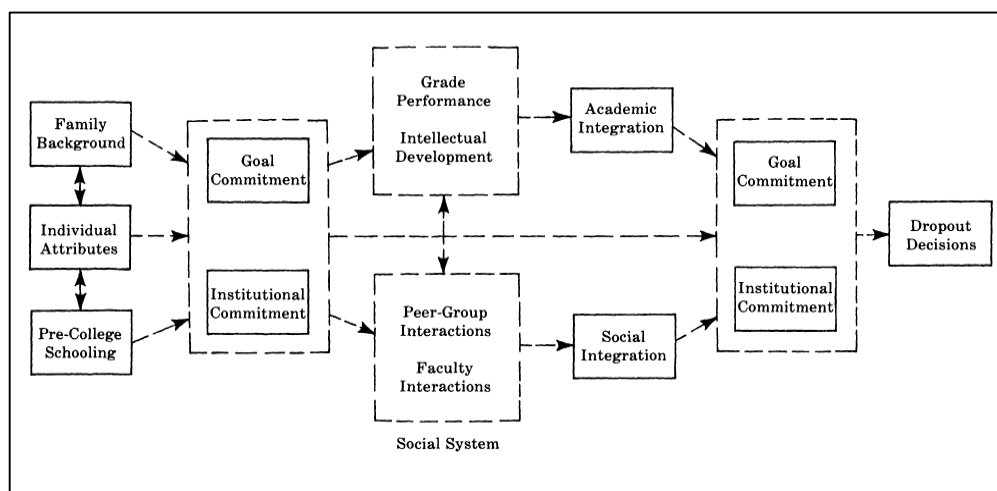 Family
Background
Individual
Attributes
Pre-College
Schooling
Goal
Commitment
Institutional
Commitment
Grade
Performance
Intellectual
Development
Peer-Group
Interactions
Faculty
Interactions
Social System
Academic
Integration
Social
Integration
Goal
Commitment
Institutional
Commitment
Dropout
Decisions